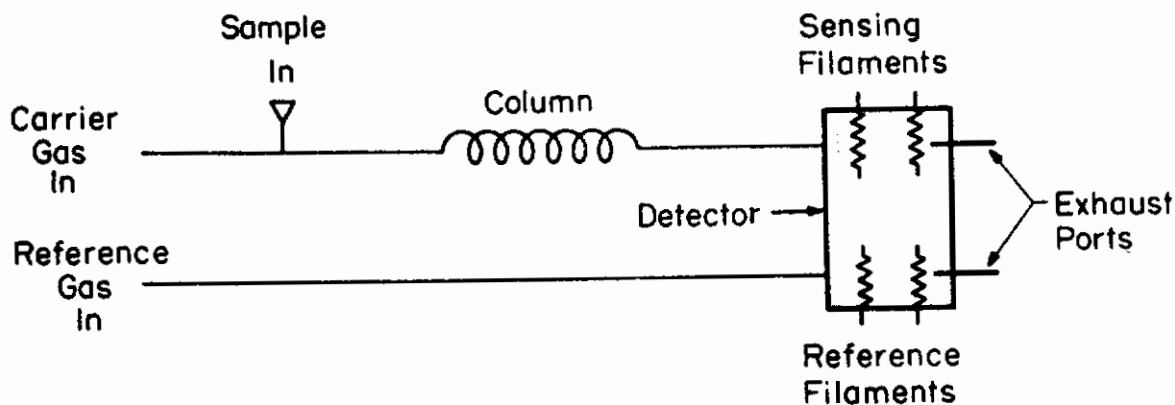 Sample
In
Sensing
Filaments
Column
Carrier
Gas
In
Detector
Exhaust
Ports
Reference
Gas
In
Reference
Filaments